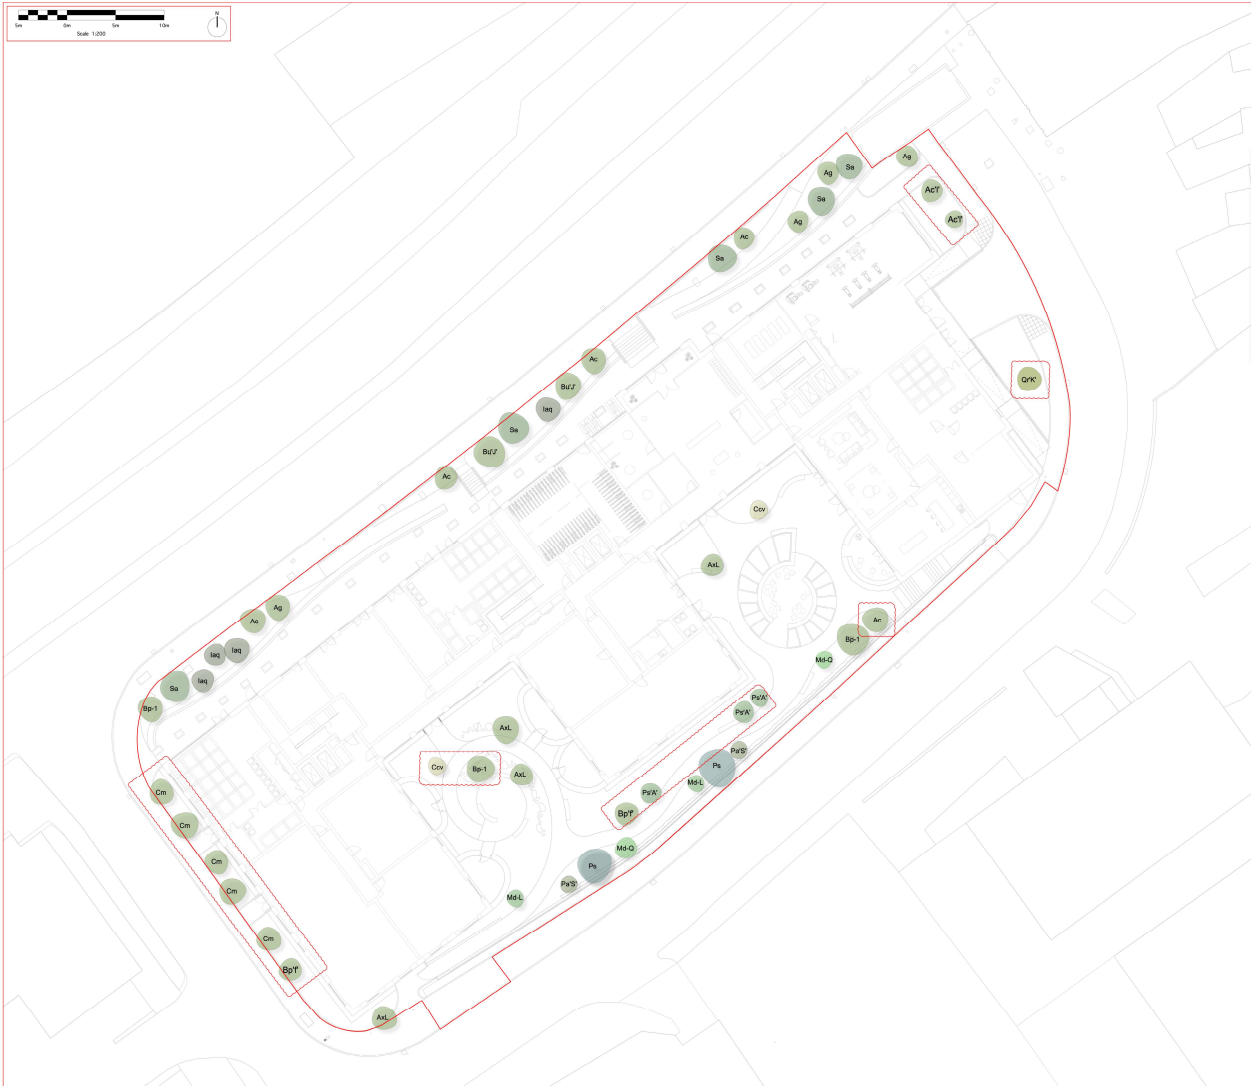 N
5m 0m 5m 10m
Scale 1:200
Ag
Sa
Ag
Ac'I'
Sa
Ac'I'
Ag
Ac
Sa
Ac
Qr'K'
Bu'J'
Iaq
Sa
Bu'J'
Ac
Ccv
AxL
Ag
Ac
Ac
Bp-1
Iaq
Iaq
Md-Q
Iaq
Sa
Ps'A'
Bp-1
Ps'A'
AxL
Pa'S'
Ps
Ccv
Bp-1
AxL
Md-L
Cm
Ps'A'
Bp'f'
Cm
Md-Q
Cm
Ps
Pa'S'
Cm
Md-L
Cm
Bp'f'
AxL